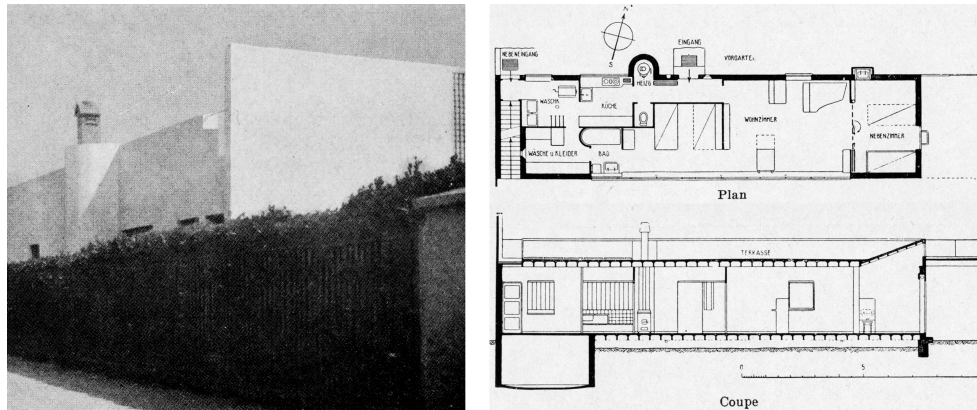 N
S
NEBENEINGANG
EINGANG
VORGARTEN
HEIZG
WASCHK
KÜCHE
WOHNZIMMER
NEBENZIMMER
WÄSCHE U KLEIDER
BAD
Plan
TERRASSE
0 5
Coupe